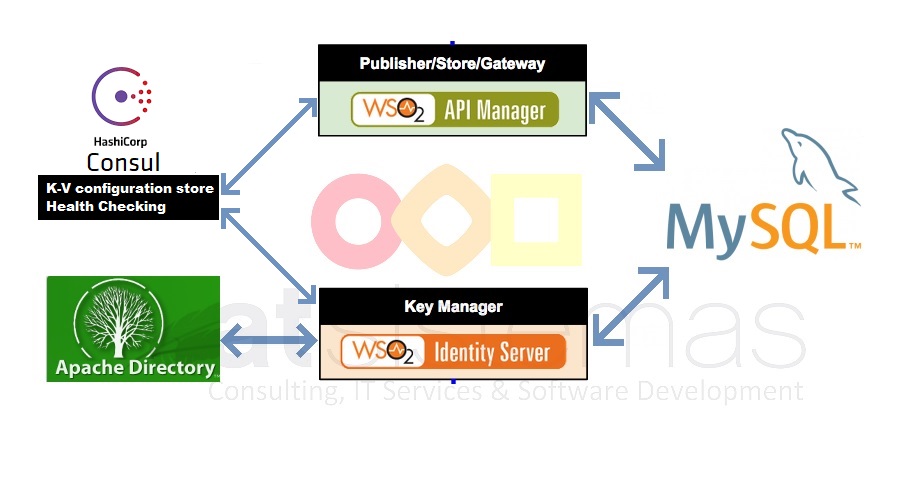 Publisher/Store/Gateway
WSO2 API Manager
HashiCorp
Consul
K-V configuration store
Health Checking
MySQL™
Key Manager
WSO2 Identity Server
Apache Directory™
atsistemas
Consulting, IT Services & Software Development